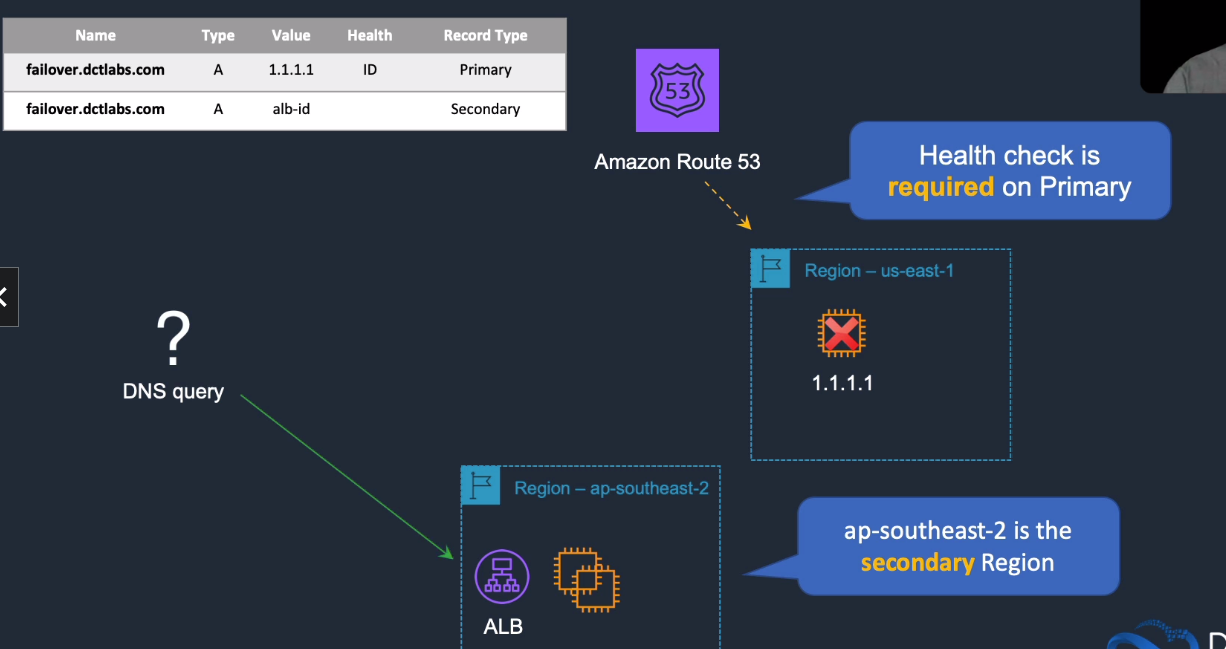 Name Type Value Health Record Type
failover.dctlabs.com A 1.1.1.1 ID Primary
failover.dctlabs.com A alb-id Secondary
53
Amazon Route 53
Health check is
required on Primary
Region – us-east-1
1.1.1.1
?
DNS query
Region – ap-southeast-2
ap-southeast-2 is the
secondary Region
ALB